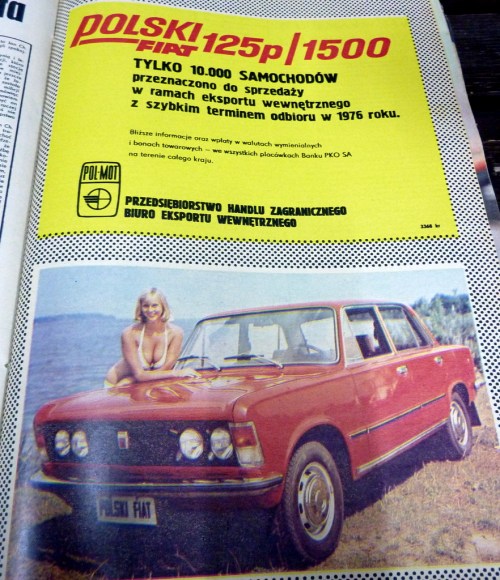 POLSKI
FIAT 125p/1500
TYLKO 10.000 SAMOCHODÓW
przeznaczono do sprzedaży
w ramach eksportu wewnętrznego
z szybkim terminem odbioru w 1976 roku.
Bliższe informacje oraz wpłaty w walutach wymienialnych
i bonach towarowych – we wszystkich placówkach Banku PKO SA
na terenie całego kraju.
POL-MOT
PRZEDSIĘBIORSTWO HANDLU ZAGRANICZNEGO
BIURO EKSPORTU WEWNĘTRZNEGO
2368 kr
POLSKI FIAT